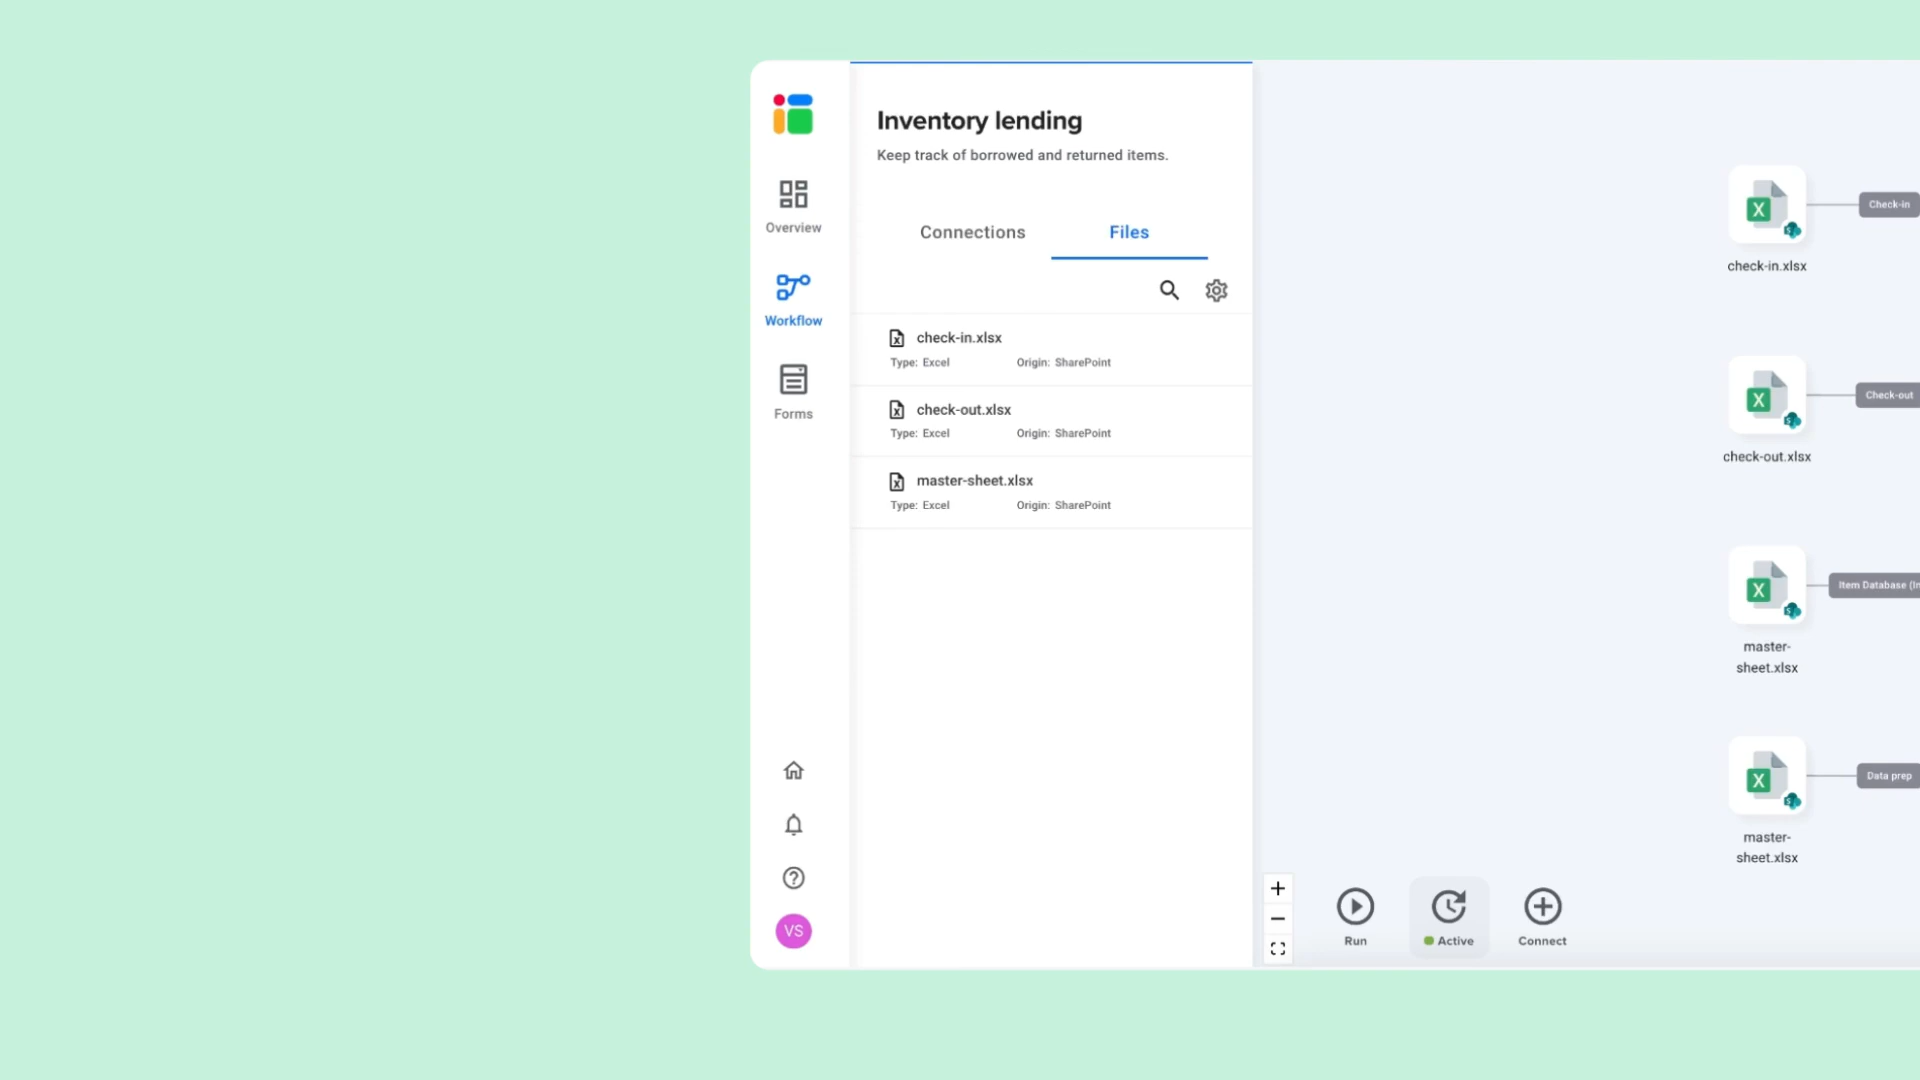 Inventory lending
Keep track of borrowed and returned items.
Overview
Workflow
Forms
VS
Connections
Files
check-in.xlsx
Type: Excel Origin: SharePoint
check-out.xlsx
Type: Excel Origin: SharePoint
master-sheet.xlsx
Type: Excel Origin: SharePoint
Check-in
check-in.xlsx
Check-out
check-out.xlsx
Item Database (In
master-
sheet.xlsx
Data prep
master-
sheet.xlsx
Run
Active
Connect